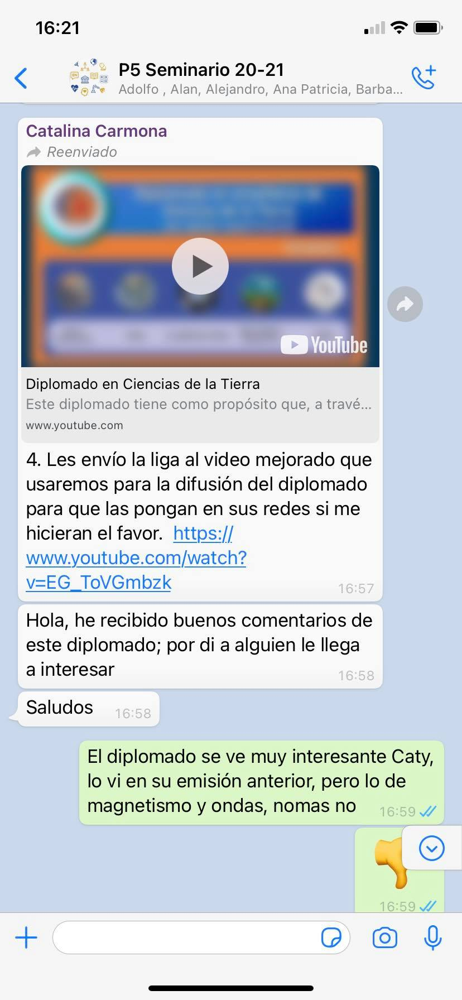 16:21
P5 Seminario 20-21
Adolfo , Alan, Alejandro, Ana Patricia, Barba...
Catalina Carmona
Reenviado
YouTube
Diplomado en Ciencias de la Tierra
Este diplomado tiene como propósito que, a travé...
www.youtube.com
4. Les envío la liga al video mejorado que
usaremos para la difusión del diplomado
para que las pongan en sus redes si me
hicieran el favor.  https://
www.youtube.com/watch?
v=EG_ToVGmbzk
16:57
Hola, he recibido buenos comentarios de
este diplomado; por di a alguien le llega
a interesar
16:58
Saludos
16:58
El diplomado se ve muy interesante Caty,
lo vi en su emisión anterior, pero lo de
magnetismo y ondas, nomas no
16:59
16:59